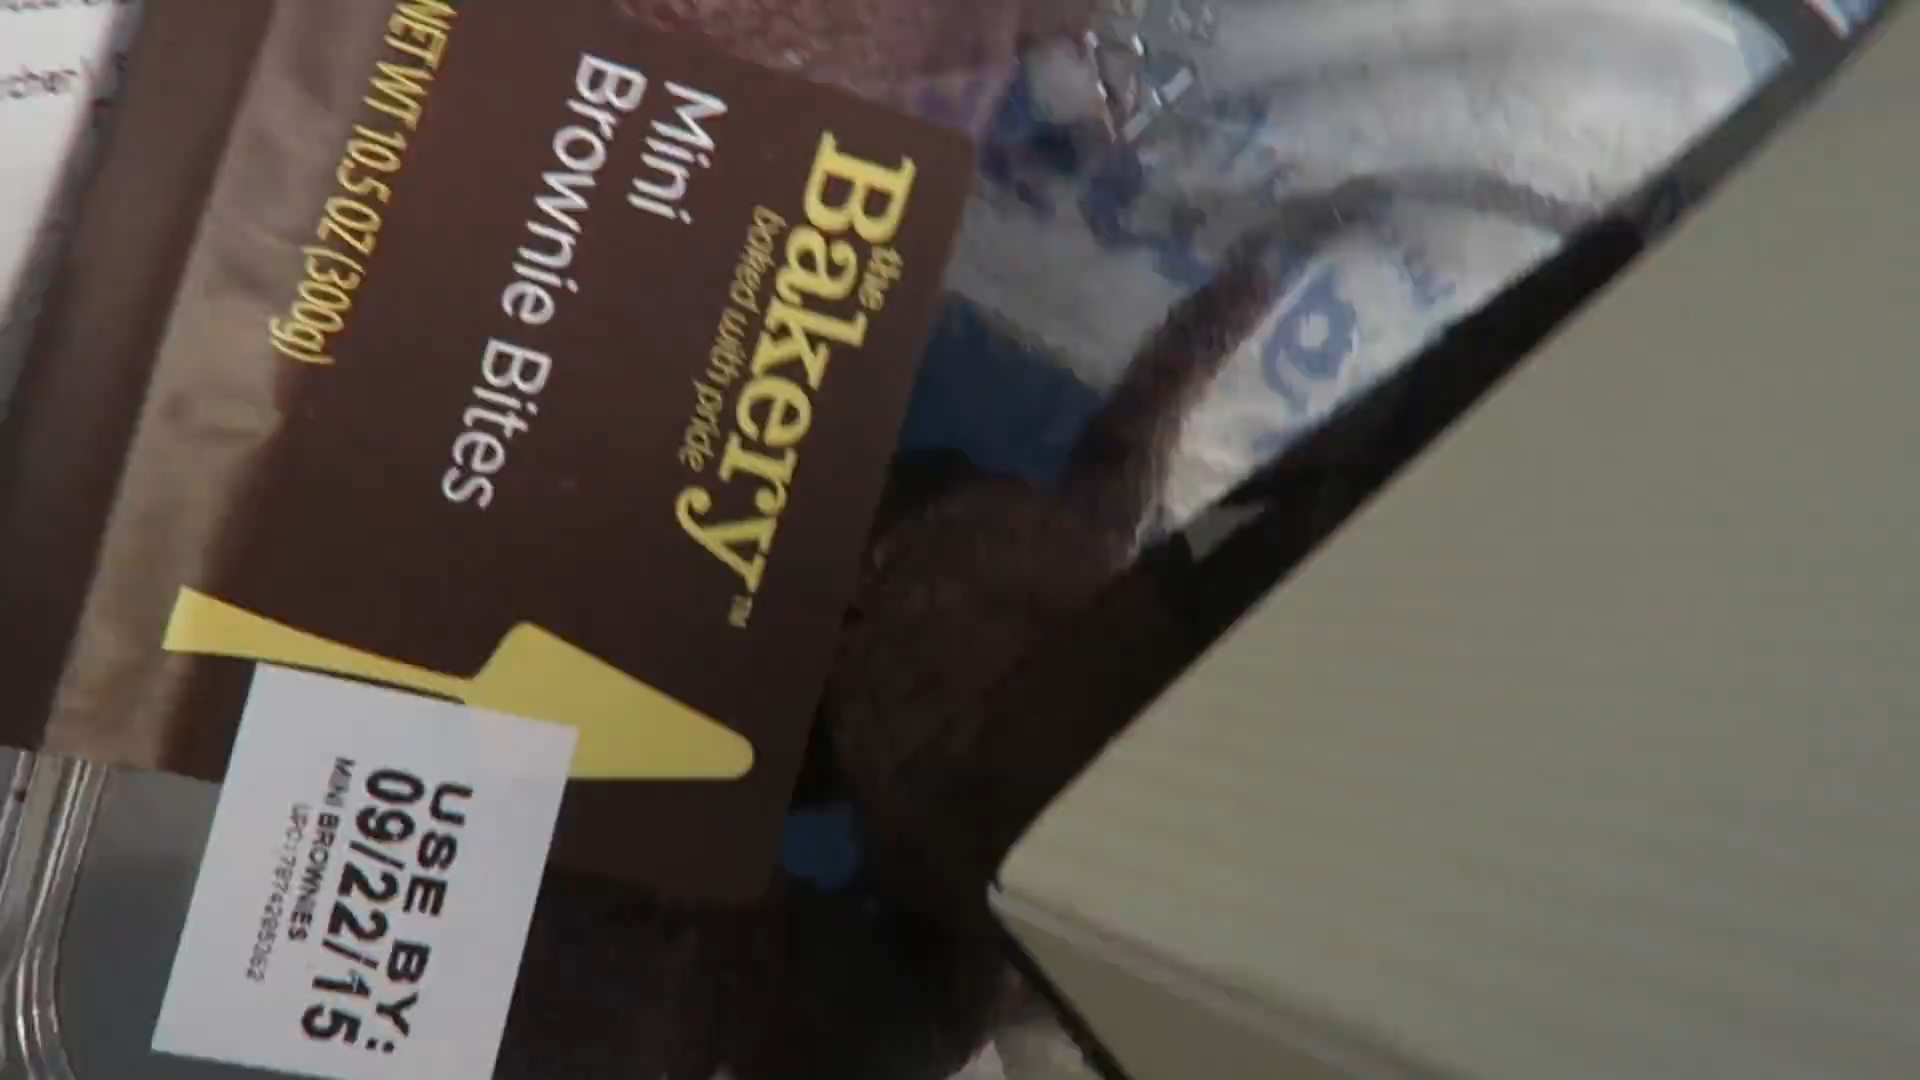 the
Bakery™
baked with pride
Mini
Brownie Bites
NET WT 10.5 OZ (300g)
USE BY:
09/22/15
MINI BROWNIES